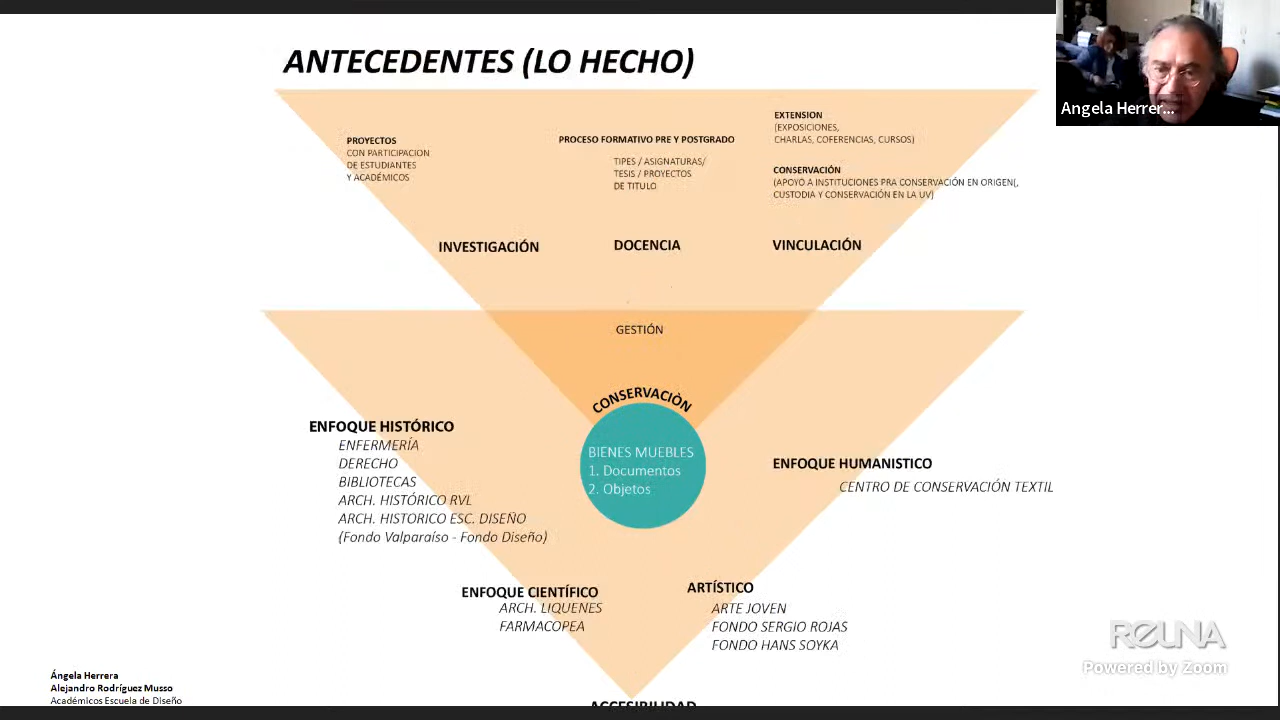 ANTECEDENTES (LO HECHO)
Angela Herrer...
PROYECTOS
CON PARTICIPACION
DE ESTUDIANTES
Y ACADÉMICOS
PROCESO FORMATIVO PRE Y POSTGRADO
TIPES / ASIGNATURAS/
TESIS / PROYECTOS
DE TITULO
EXTENSION
(EXPOSICIONES,
CHARLAS, COFERENCIAS, CURSOS)
CONSERVACIÓN
(APOYO A INSTITUCIONES PRA CONSERVACIÓN EN ORIGEN(,
CUSTODIA Y CONSERVACIÓN EN LA UV)
INVESTIGACIÓN
DOCENCIA
VINCULACIÓN
GESTIÓN
CONSERVACIÒN
BIENES MUEBLES
1. Documentos
2. Objetos
ENFOQUE HISTÓRICO
ENFERMERÍA
DERECHO
BIBLIOTECAS
ARCH. HISTÓRICO RVL
ARCH. HISTORICO ESC. DISEÑO
(Fondo Valparaíso - Fondo Diseño)
ENFOQUE HUMANISTICO
CENTRO DE CONSERVACIÓN TEXTIL
ENFOQUE CIENTÍFICO
ARCH. LIQUENES
FARMACOPEA
ARTÍSTICO
ARTE JOVEN
FONDO SERGIO ROJAS
FONDO HANS SOYKA
REUNA
Powered by Zoom
Ángela Herrera
Alejandro Rodríguez Musso
Académicos Escuela de Diseño
ACCESIBILIDAD